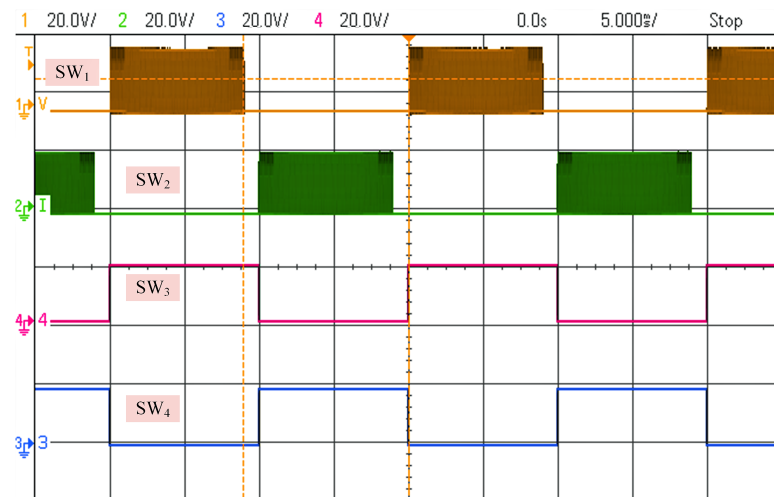 1 20.0V/ 2 20.0V/ 3 20.0V/ 4 20.0V/ 0.0s 5.000ms/ Stop
T
SW₁
1 V
SW₂
2 I
SW₃
4 4
SW₄
3 3